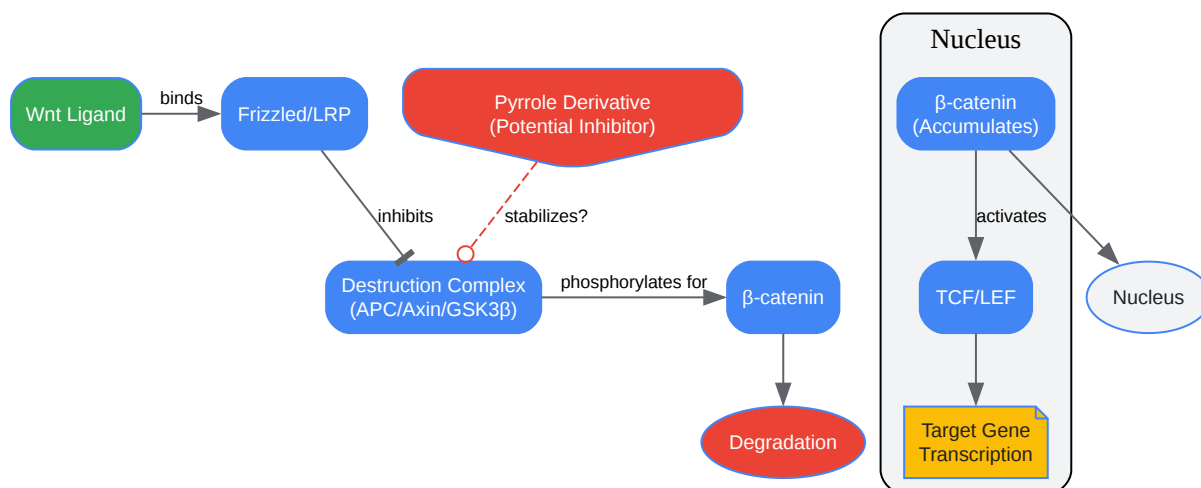 Nucleus
Wnt Ligand
binds
Frizzled/LRP
Pyrrole Derivative
(Potential Inhibitor)
β-catenin
(Accumulates)
inhibits
stabilizes?
activates
Destruction Complex
(APC/Axin/GSK3β)
phosphorylates for
β-catenin
TCF/LEF
Nucleus
Degradation
Target Gene
Transcription